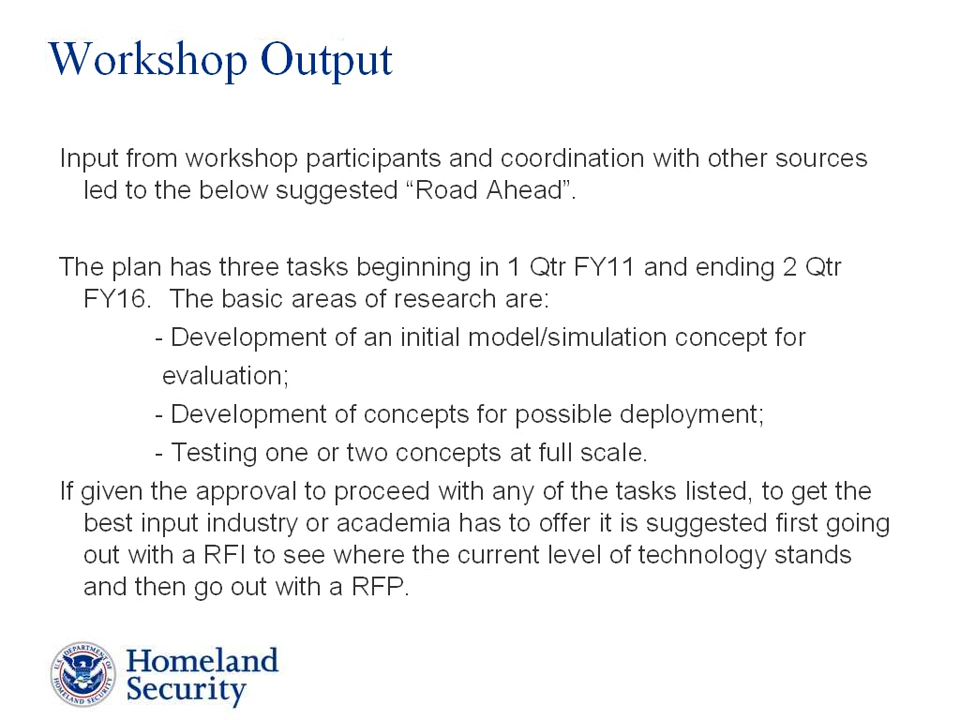 Workshop Output
Input from workshop participants and coordination with other sources
led to the below suggested “Road Ahead”.
The plan has three tasks beginning in 1 Qtr FY11 and ending 2 Qtr
FY16. The basic areas of research are:
- Development of an initial model/simulation concept for
evaluation;
- Development of concepts for possible deployment;
- Testing one or two concepts at full scale.
If given the approval to proceed with any of the tasks listed, to get the
best input industry or academia has to offer it is suggested first going
out with a RFI to see where the current level of technology stands
and then go out with a RFP.
U.S. DEPARTMENT OF
HOMELAND SECURITY
Homeland
Security